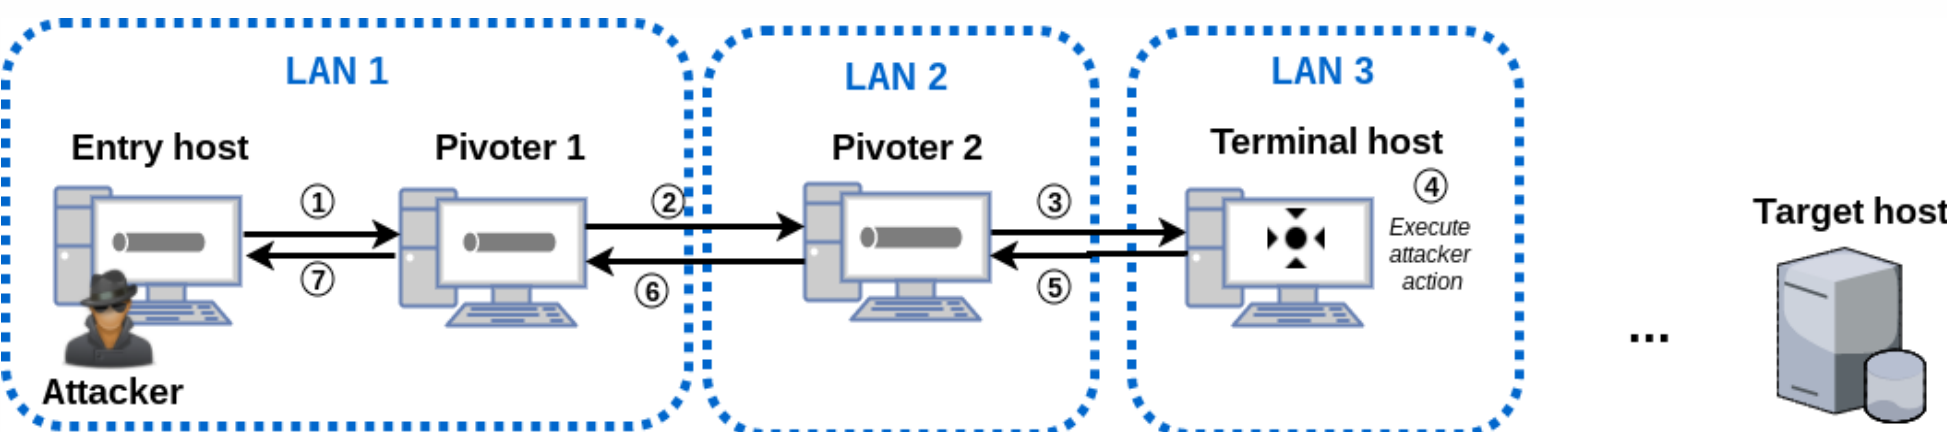 LAN 1
LAN 2
LAN 3
Entry host
Pivoter 1
Pivoter 2
Terminal host
Target host
①
②
③
④
Execute
attacker
action
⑦
⑥
⑤
...
Attacker